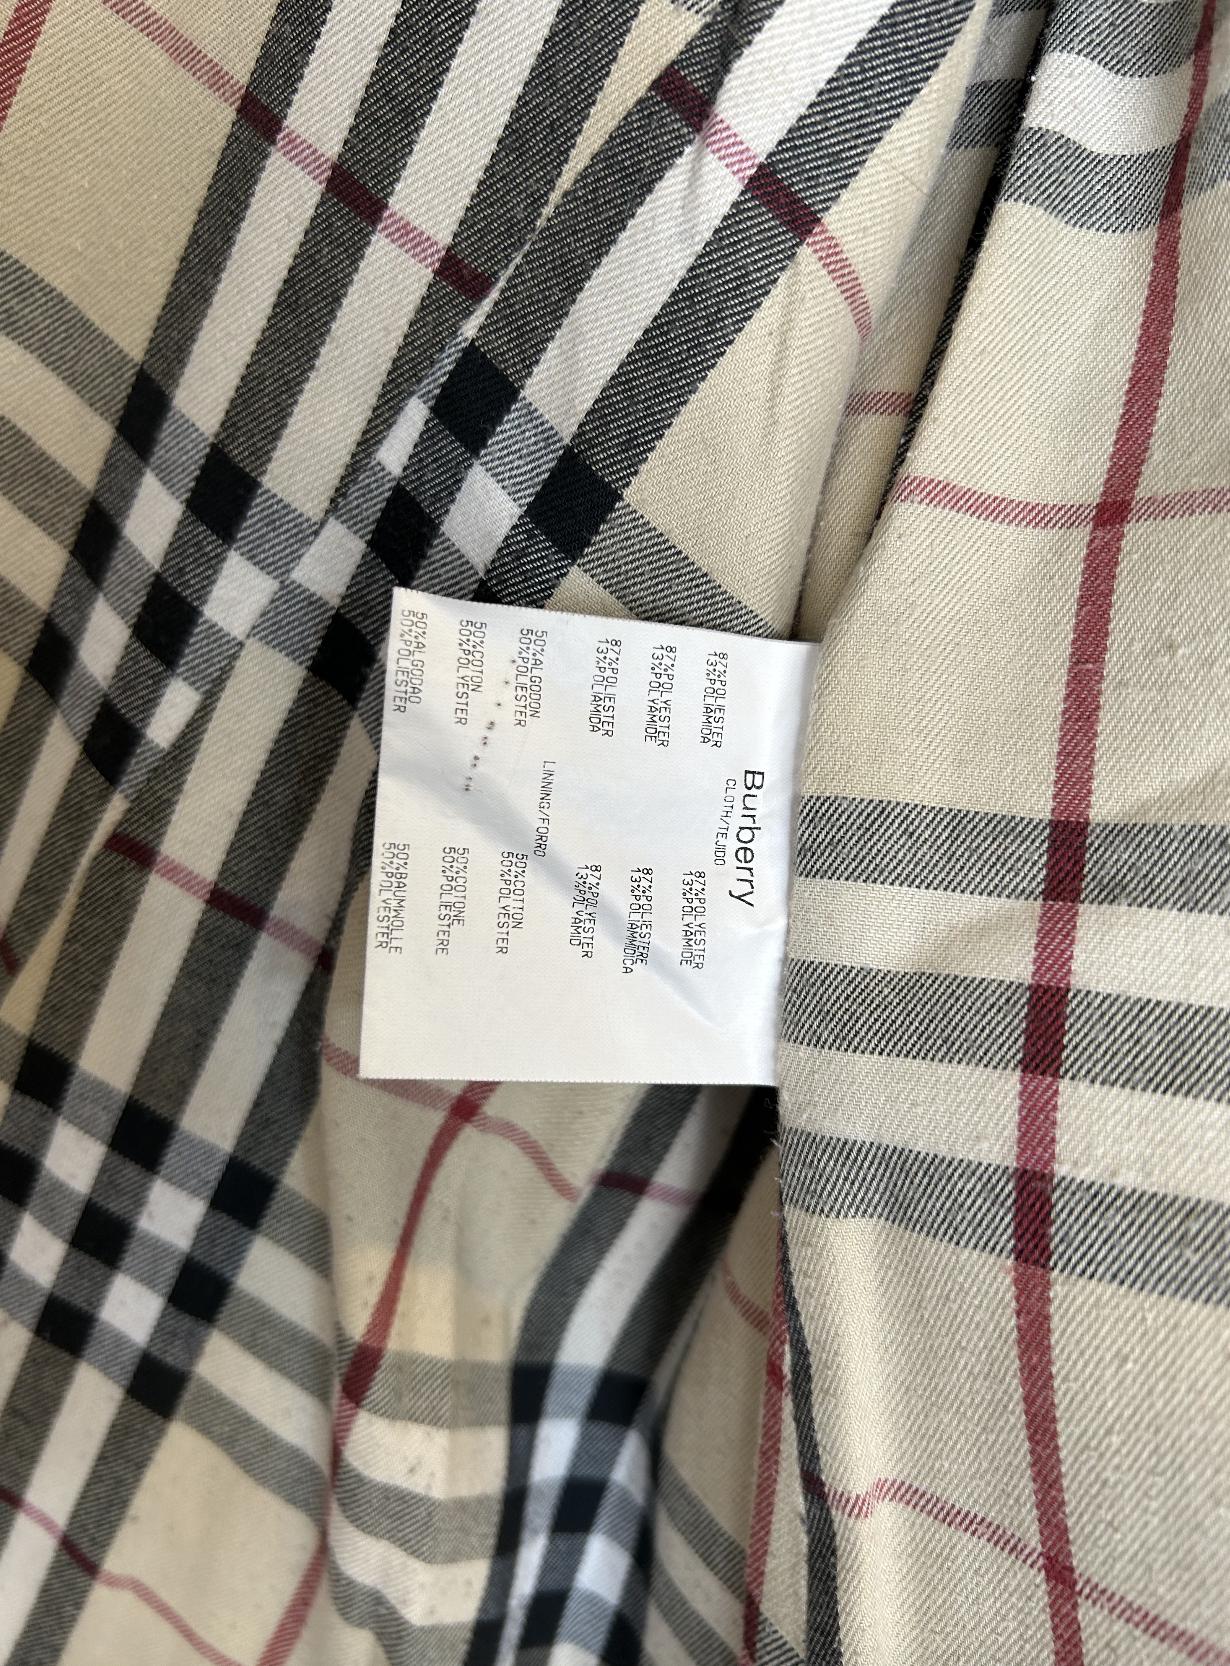 Burberry
CLOTH/TEJIDO
87%POLIESTER 87%POLYESTER
13%POLIAMIDA 13%POLYAMIDE
87%POLYESTER 87%POLIESTERE
13%POLYAMIDE 13%POLIAMMDICA
87%POLIESTER 87%POLYESTER
13%POLIAMIDA 13%POLYAMID
LINNING/FORRO
50%ALGODON 50%COTTON
50%POLIESTER 50%POLYESTER
50%COTON 50%COTONE
50%POLYESTER 50%POLIESTERE
50%ALGODAO 50%BAUMWOLLE
50%POLIESTER 50%POLYESTER